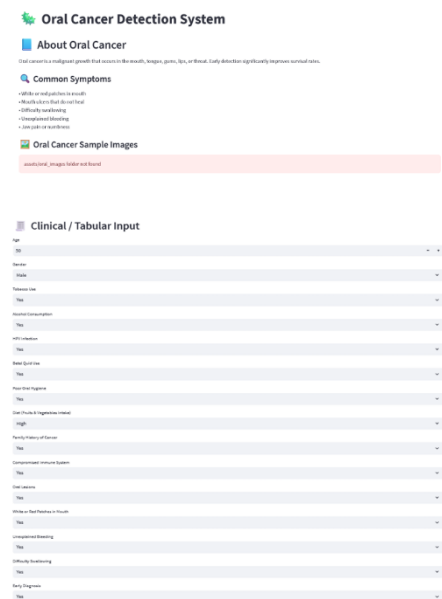 Oral Cancer Detection System
About Oral Cancer
Oral cancer is a malignant growth that occurs in the mouth, tongue, gums, lips, or throat. Early detection significantly improves survival rates.
Common Symptoms
• White or red patches in mouth
• Mouth ulcers that do not heal
• Difficulty swallowing
• Unexplained bleeding
• Jaw pain or numbness
Oral Cancer Sample Images
assets/oral_images folder not found
Clinical / Tabular Input
Age
50
Gender
Male
Tobacco Use
Yes
Alcohol Consumption
Yes
HPV Infection
Yes
Betel Quid Use
Yes
Poor Oral Hygiene
Yes
Diet (Fruits & Vegetables Intake)
High
Family History of Cancer
Yes
Compromised Immune System
Yes
Oral Lesions
Yes
White or Red Patches in Mouth
Yes
Unexplained Bleeding
Yes
Difficulty Swallowing
Yes
Early Diagnosis
Yes